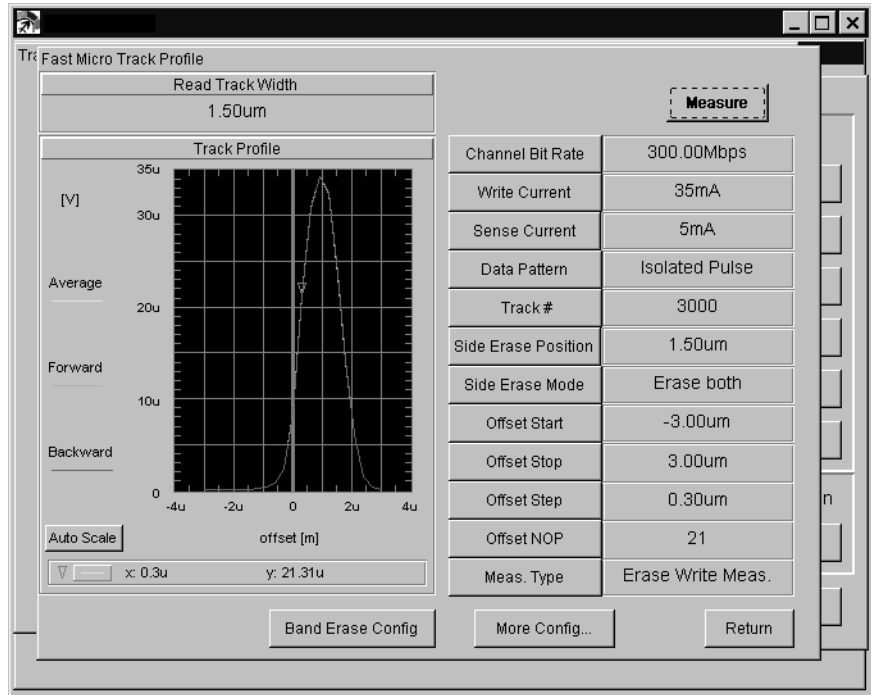 Tra
Fast Micro Track Profile
Read Track Width
1.50um
Measure
Track Profile
[V]
35u
30u
20u
10u
0
-4u -2u 0 2u 4u
offset [m]
Average
Forward
Backward
Auto Scale
x: 0.3u y: 21.31u
Channel Bit Rate 300.00Mbps
Write Current 35mA
Sense Current 5mA
Data Pattern Isolated Pulse
Track # 3000
Side Erase Position 1.50um
Side Erase Mode Erase both
Offset Start -3.00um
Offset Stop 3.00um
Offset Step 0.30um
Offset NOP 21
Meas. Type Erase Write Meas.
n
Band Erase Config
More Config...
Return